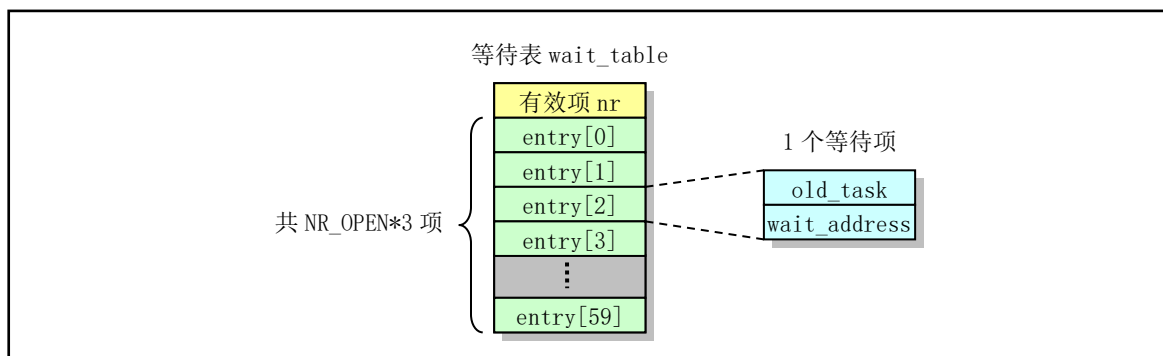 等待表 wait_table
有效项 nr
entry[0]
entry[1]
entry[2]
entry[3]
entry[59]
共 NR_OPEN*3 项
1 个等待项
old_task
wait_address